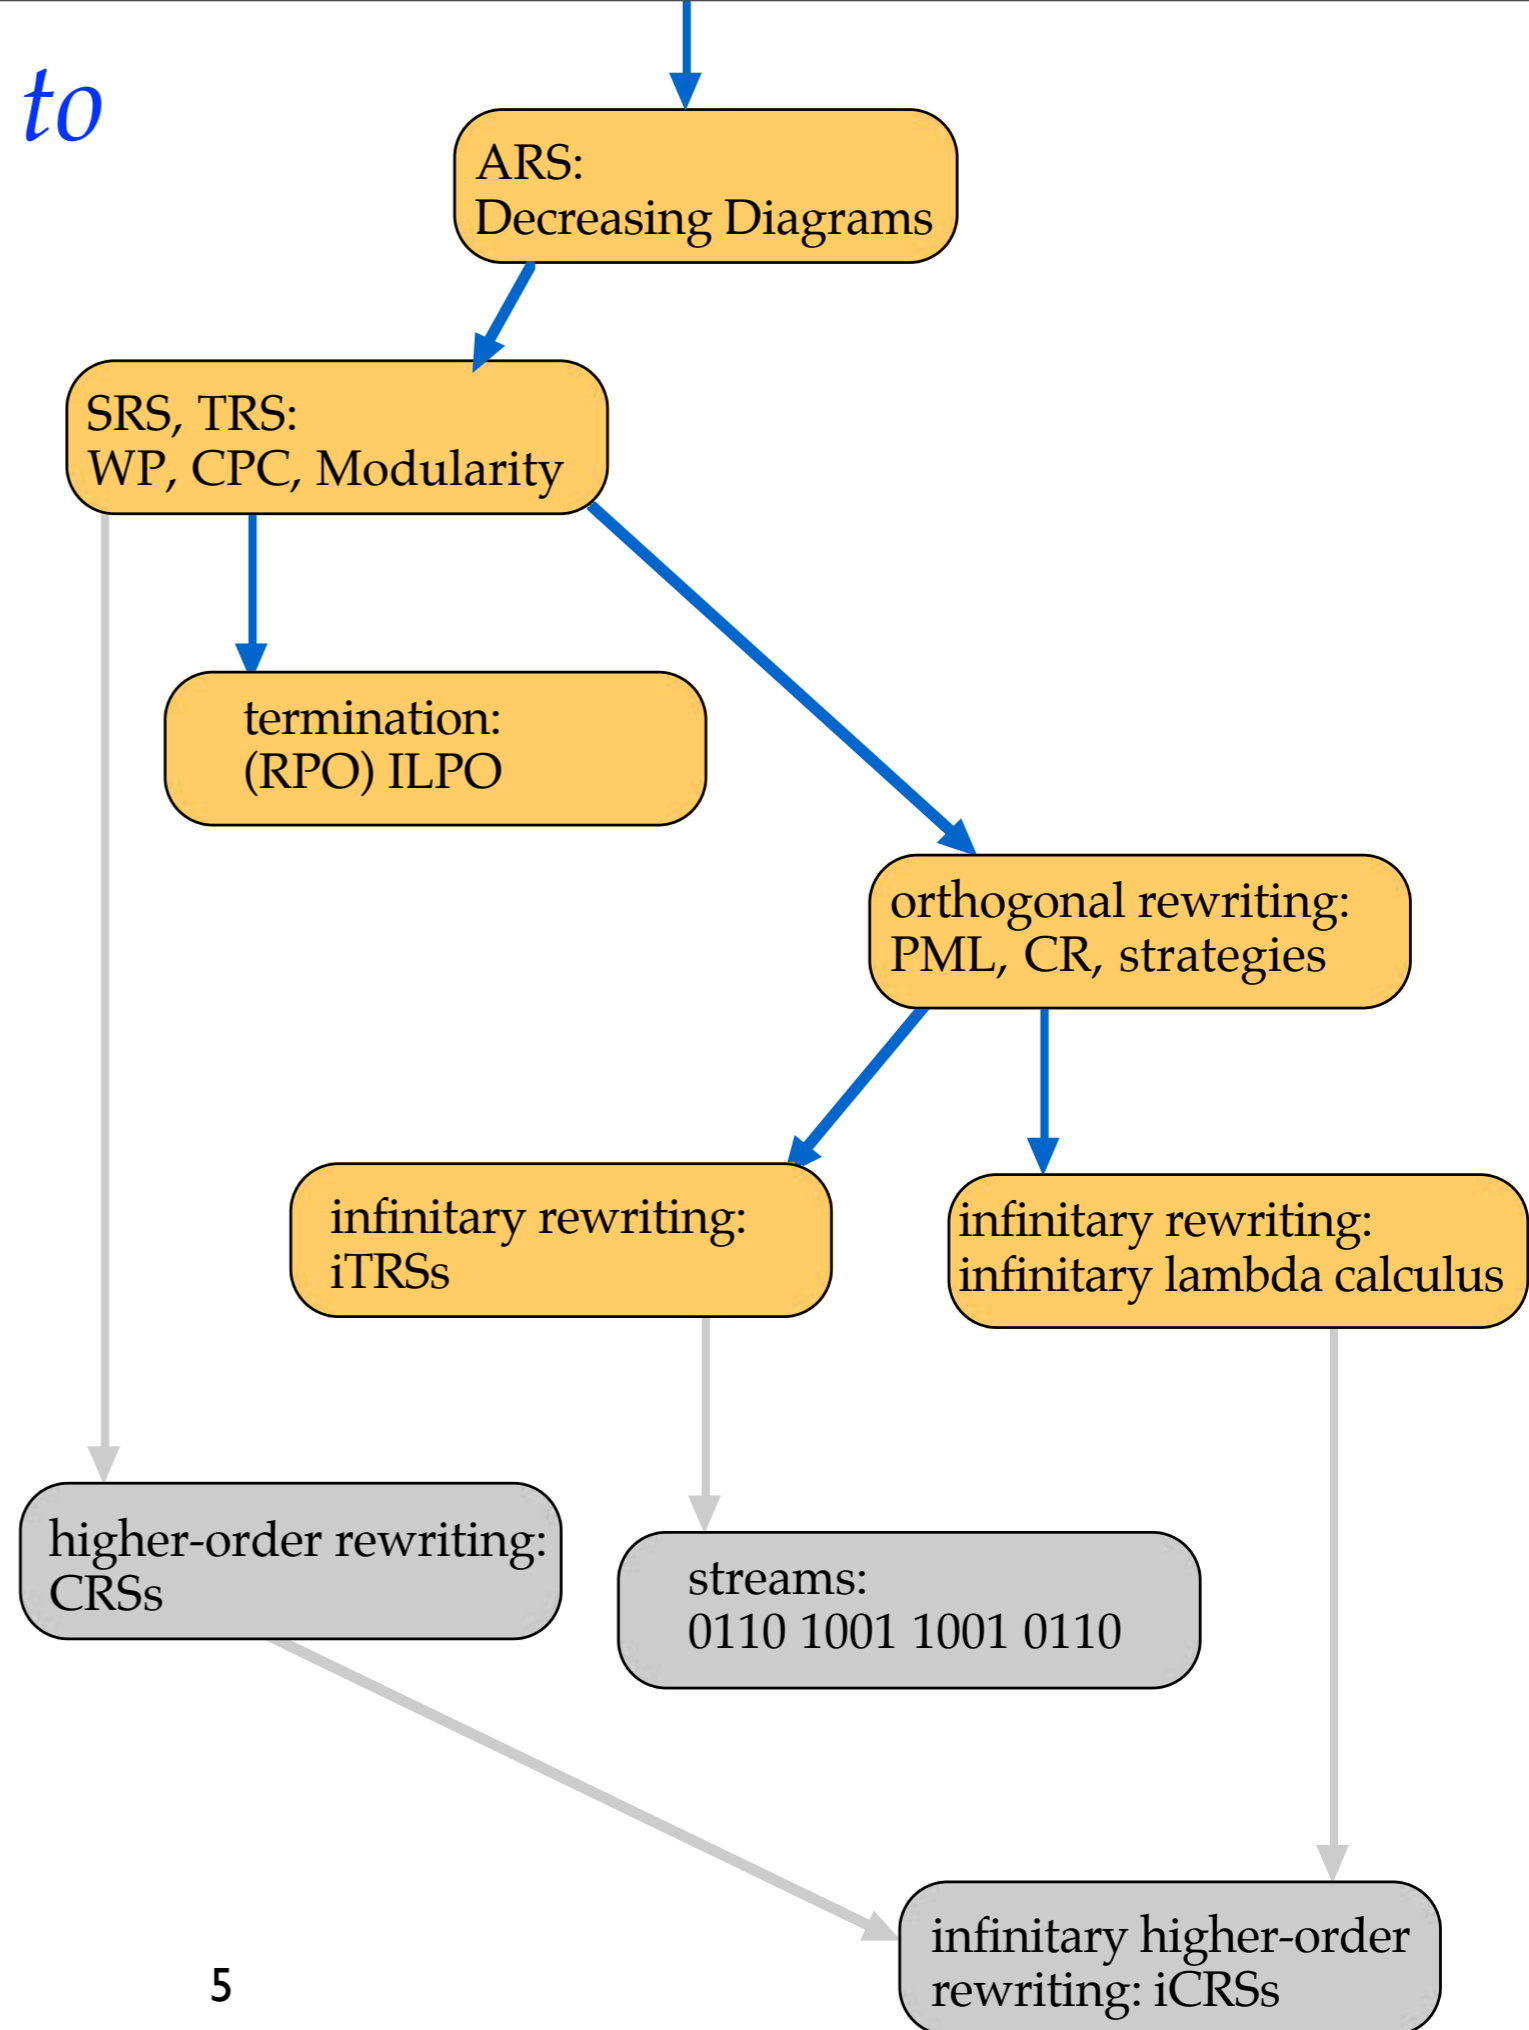 to
ARS:
Decreasing Diagrams
SRS, TRS:
WP, CPC, Modularity
termination:
(RPO) ILPO
orthogonal rewriting:
PML, CR, strategies
infinitary rewriting:
iTRSs
infinitary rewriting:
infinitary lambda calculus
higher-order rewriting:
CRSs
streams:
0110 1001 1001 0110
infinitary higher-order
rewriting: iCRSs
5